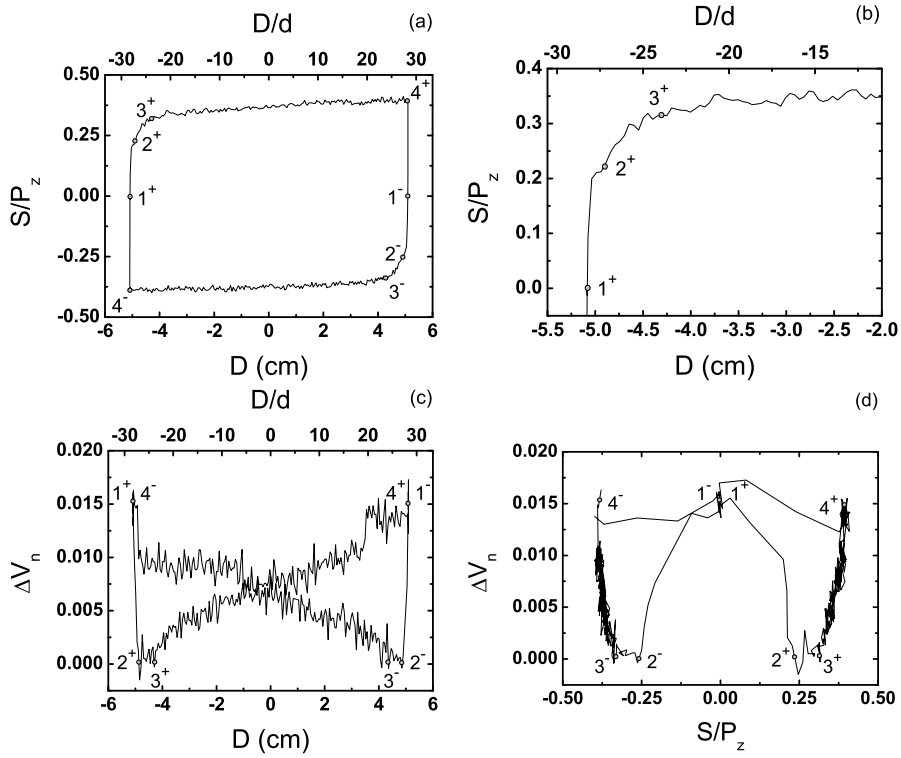 D/d (a)
-30 -20 -10 0 10 20 30
0.50
0.25
0.00
-0.25
-0.50
S/Pz
1+ 2+ 3+ 4+
1- 2- 3- 4-
-6 -4 -2 0 2 4 6
D (cm)
D/d (b)
-30 -25 -20 -15
0.4
0.3
0.2
0.1
0.0
S/Pz
3+
2+
1+
-5.5 -5.0 -4.5 -4.0 -3.5 -3.0 -2.5 -2.0
D (cm)
D/d (c)
-30 -20 -10 0 10 20 30
0.020
0.015
0.010
0.005
0.000
ΔVn
1+ 4- 4+ 1-
2+ 3+ 3- 2-
-6 -4 -2 0 2 4 6
D (cm)
(d)
0.020
0.015
0.010
0.005
0.000
ΔVn
4- 1- 1+ 4+
3- 2- 2+ 3+
-0.50 -0.25 0.00 0.25 0.50
S/Pz